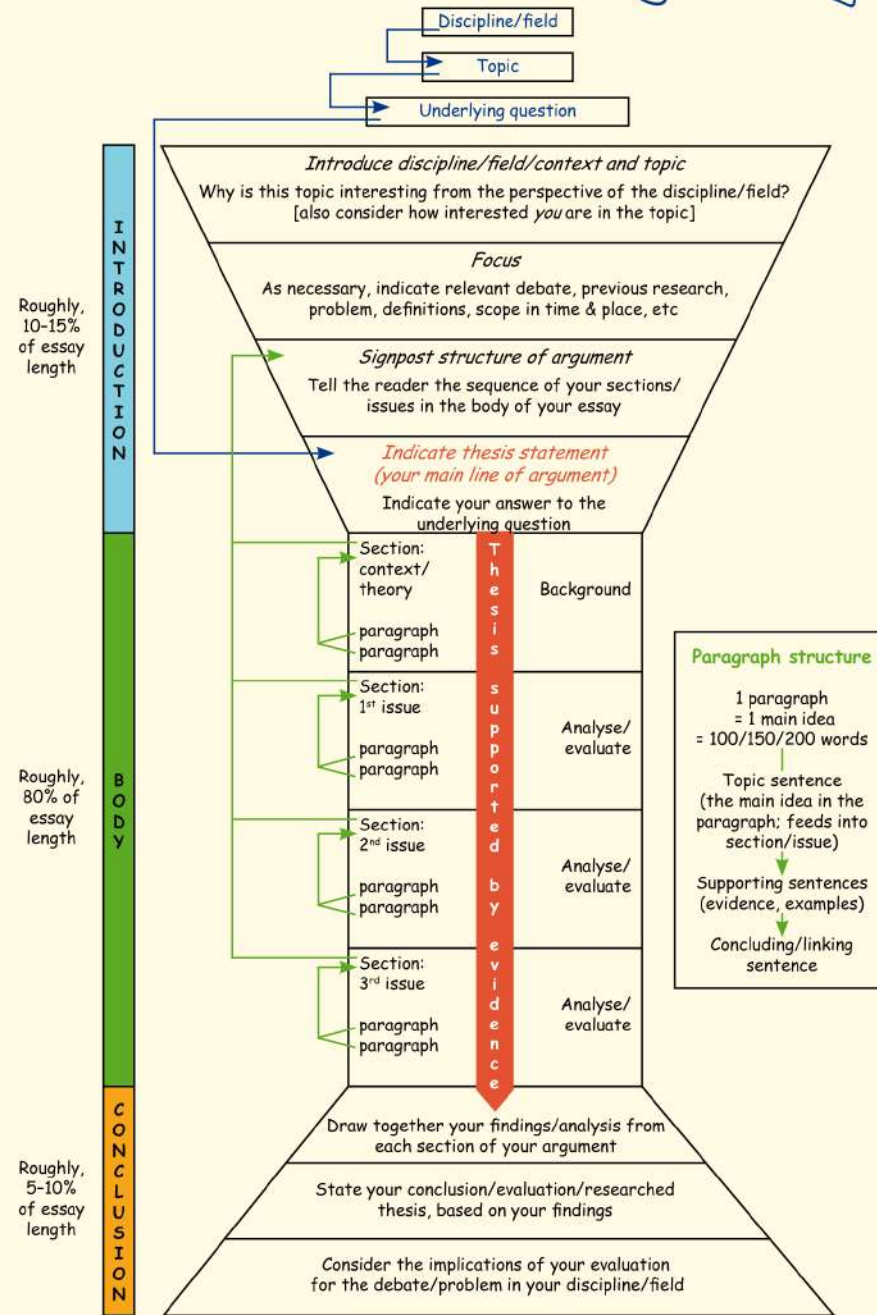 Discipline/field
Topic
Underlying question
INTRODUCTION
Roughly,
10-15%
of essay
length
Introduce discipline/field/context and topic
Why is this topic interesting from the perspective of the discipline/field?
[also consider how interested you are in the topic]
Focus
As necessary, indicate relevant debate, previous research,
problem, definitions, scope in time & place, etc
Signpost structure of argument
Tell the reader the sequence of your sections/
issues in the body of your essay
Indicate thesis statement
(your main line of argument)
Indicate your answer to the
underlying question
BODY
Roughly,
80% of
essay
length
Thesis supported by evidence
Section:
context/
theory
Background
paragraph
paragraph
Section:
1st issue
Analyse/
evaluate
paragraph
paragraph
Section:
2nd issue
Analyse/
evaluate
paragraph
paragraph
Section:
3rd issue
Analyse/
evaluate
paragraph
paragraph
Paragraph structure
1 paragraph
= 1 main idea
= 100/150/200 words
Topic sentence
(the main idea in the
paragraph; feeds into
section/issue)
Supporting sentences
(evidence, examples)
Concluding/linking
sentence
CONCLUSION
Roughly,
5-10%
of essay
length
Draw together your findings/analysis from
each section of your argument
State your conclusion/evaluation/researched
thesis, based on your findings
Consider the implications of your evaluation
for the debate/problem in your discipline/field